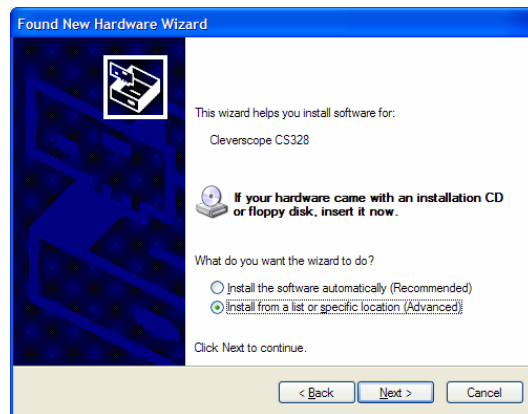 Found New Hardware Wizard
This wizard helps you install software for:
Cleverscope CS328
If your hardware came with an installation CD
or floppy disk, insert it now.
What do you want the wizard to do?
Install the software automatically (Recommended)
Install from a list or specific location (Advanced)
Click Next to continue.
< Back Next > Cancel